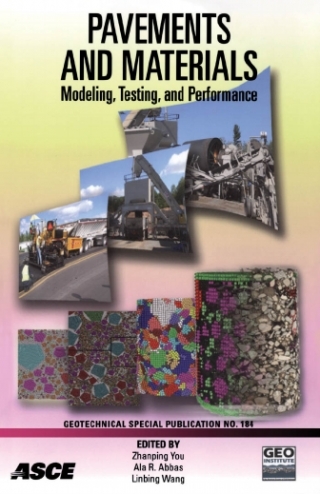 PAVEMENTS
AND MATERIALS
Modeling, Testing, and Performance
GEOTECHNICAL SPECIAL PUBLICATION NO. 184
EDITED BY
Zhanping You
Ala R. Abbas
Linbing Wang
ASCE
GEO
INSTITUTE